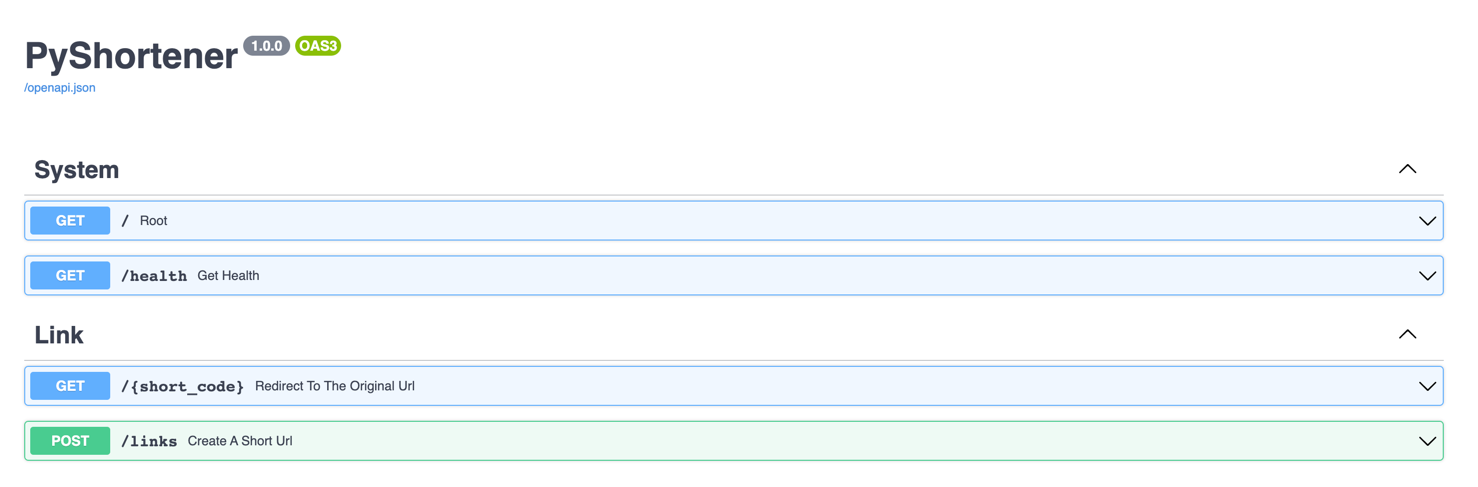 PyShortener 1.0.0 OAS3
/openapi.json
System
GET / Root
GET /health Get Health
Link
GET /{short_code} Redirect To The Original Url
POST /links Create A Short Url